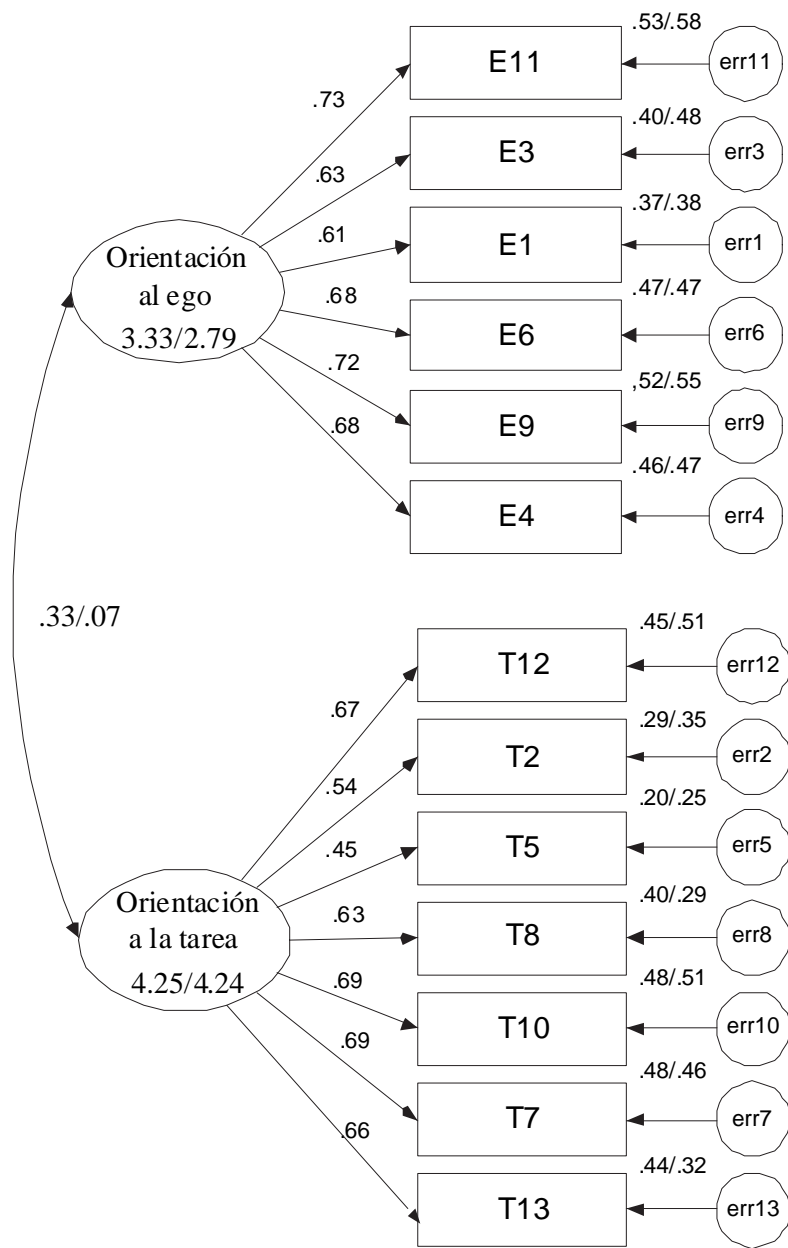 .53/.58
E11
err11
.73
.40/.48
E3
err3
.63
.37/.38
E1
err1
.61
Orientación
al ego
3.33/2.79
.47/.47
E6
err6
.68
,52/.55
E9
err9
.72
.46/.47
E4
err4
.68
.33/.07
.45/.51
T12
err12
.67
.29/.35
T2
err2
.54
.20/.25
T5
err5
.45
Orientación
a la tarea
4.25/4.24
.40/.29
T8
err8
.63
.48/.51
T10
err10
.69
.48/.46
T7
err7
.69
.44/.32
T13
err13
.66